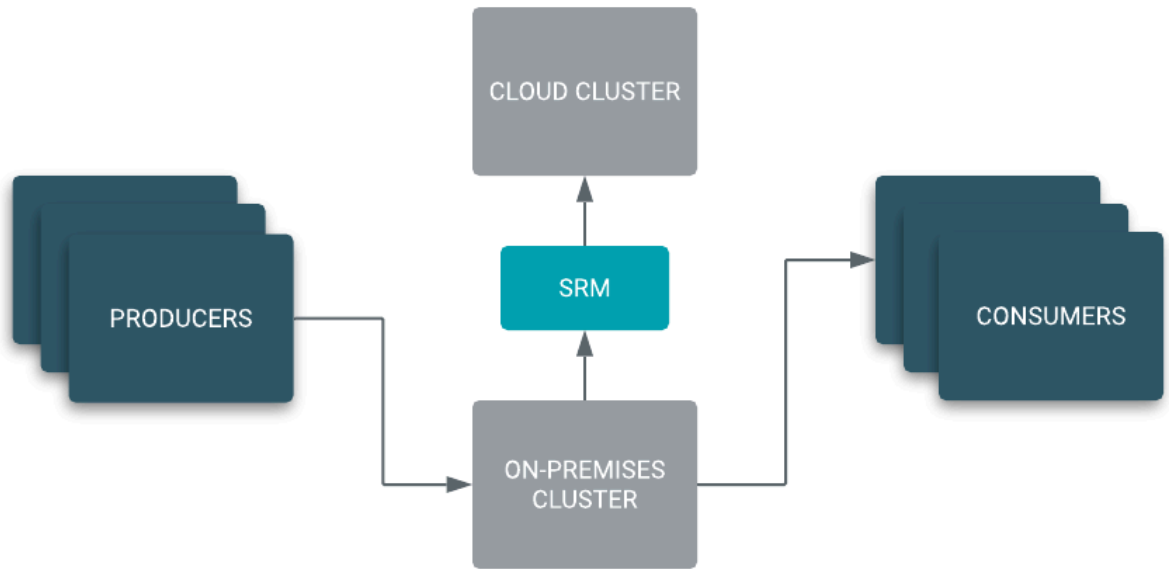 CLOUD CLUSTER
SRM
PRODUCERS
CONSUMERS
ON-PREMISES
CLUSTER